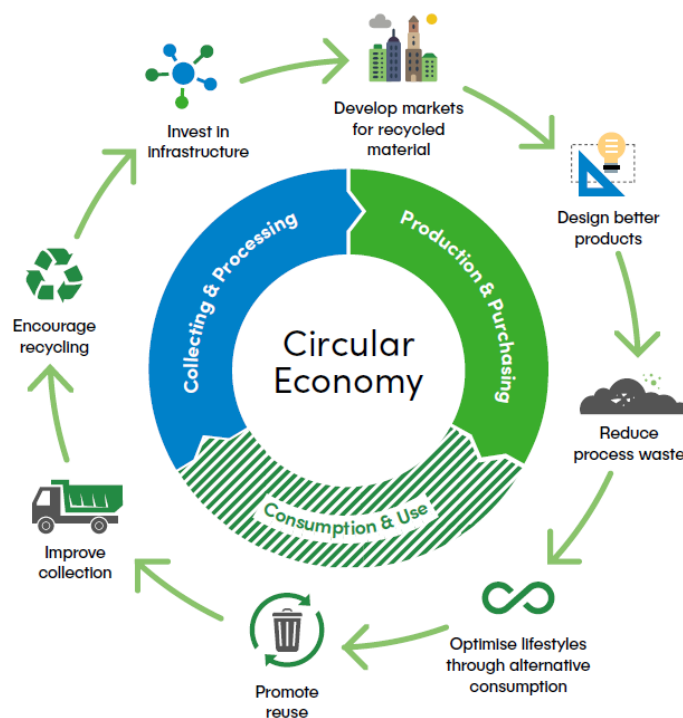 Invest in
infrastructure
Develop markets
for recycled
material
Design better
products
Reduce
process waste
Optimise lifestyles
through alternative
consumption
Promote
reuse
Improve
collection
Encourage
recycling
Collecting & Processing
Production & Purchasing
Consumption & Use
Circular
Economy